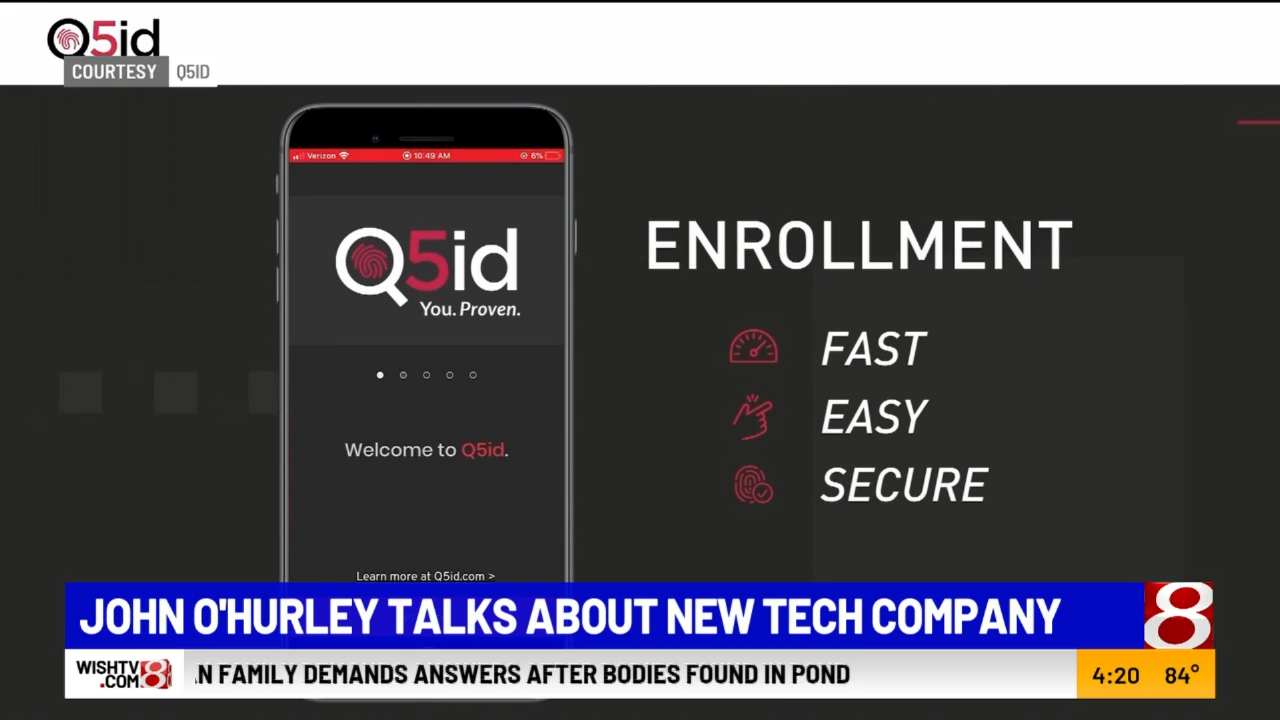 Q5id
COURTESY Q5ID
Verizon 10:49 AM 6%
Q5id
You. Proven.
Welcome to Q5id.
Learn more at Q5id.com >
ENROLLMENT
FAST
EASY
SECURE
JOHN O'HURLEY TALKS ABOUT NEW TECH COMPANY
8
WISHTV 8
.COM
N FAMILY DEMANDS ANSWERS AFTER BODIES FOUND IN POND
4:20 84°